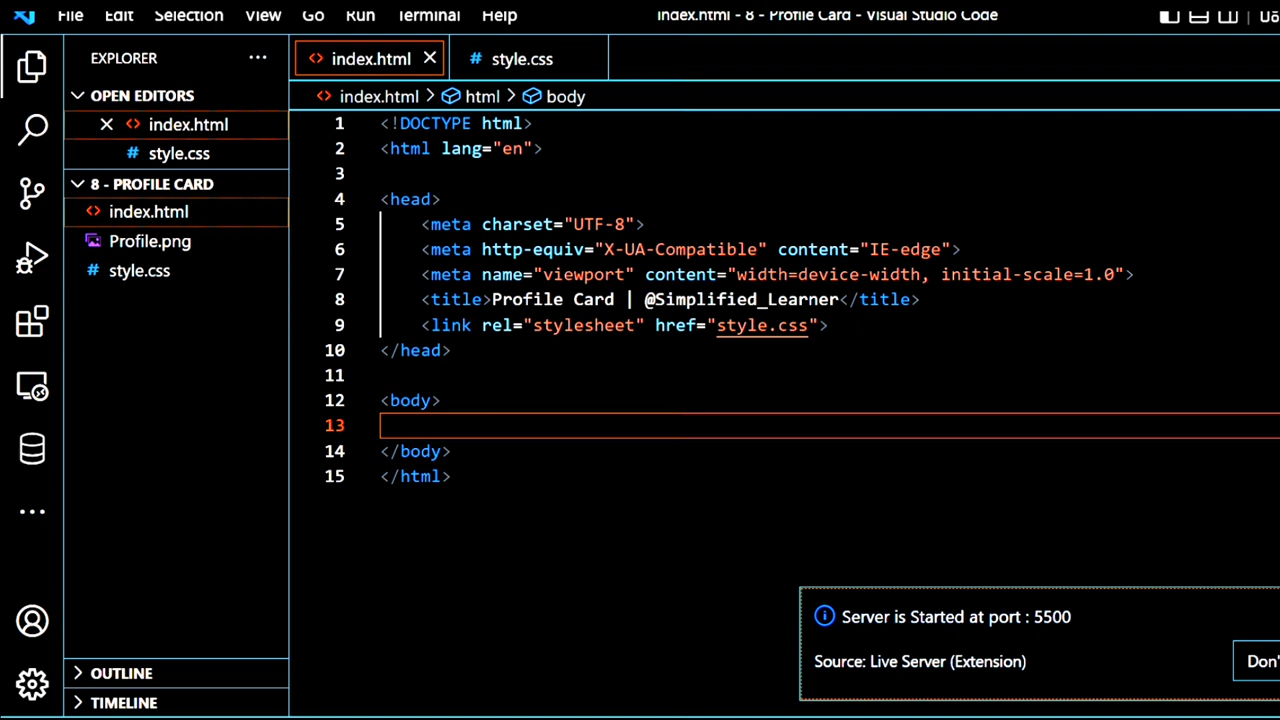 File Edit Selection View Go Run Terminal Help index.html - 8 - Profile Card - Visual Studio Code
EXPLORER ···
OPEN EDITORS
index.html
style.css
8 - PROFILE CARD
index.html
Profile.png
style.css
OUTLINE
TIMELINE
index.html # style.css
index.html > html > body
1 <!DOCTYPE html>
2 <html lang="en">
3
4 <head>
5 <meta charset="UTF-8">
6 <meta http-equiv="X-UA-Compatible" content="IE-edge">
7 <meta name="viewport" content="width=device-width, initial-scale=1.0">
8 <title>Profile Card | @Simplified_Learner</title>
9 <link rel="stylesheet" href="style.css">
10 </head>
11
12 <body>
13
14 </body>
15 </html>
Server is Started at port : 5500
Source: Live Server (Extension)